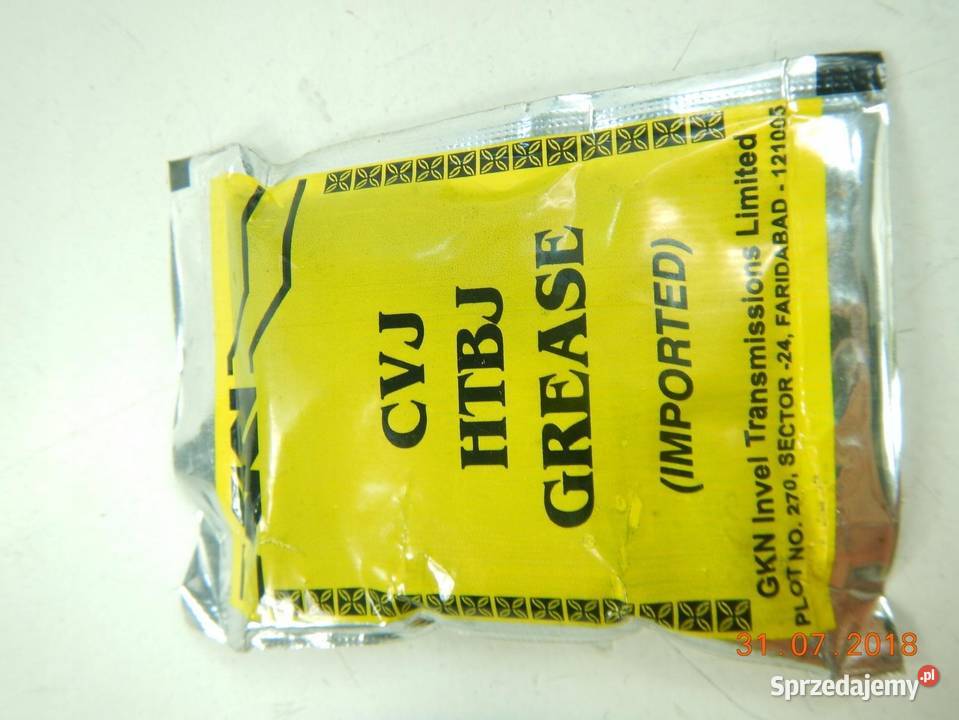 CVJ
HTBJ
GREASE
(IMPORTED)
GKN Invel Transmissions Limited
PLOT NO. 270, SECTOR -24, FARIDABAD - 121005
31.07.2018
Sprzedajemy.pl